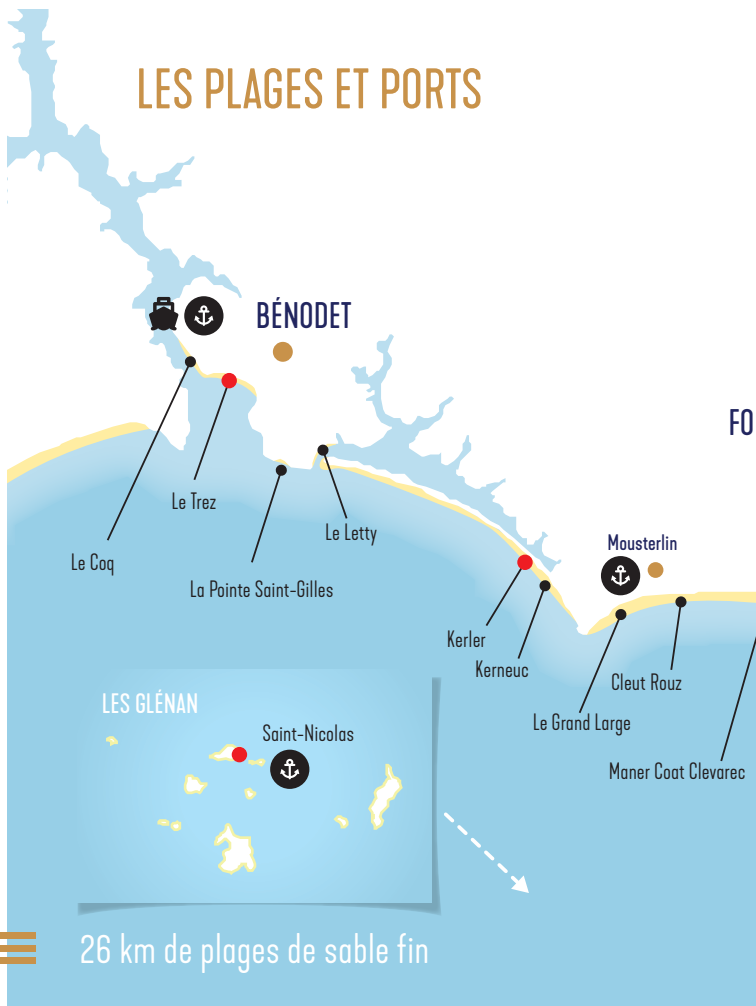 LES PLAGES ET PORTS
BÉNODET
FO
Le Trez
Le Letty
Le Coq
La Pointe Saint-Gilles
Mousterlin
Kerler
Kerneuc
Cleut Rouz
Le Grand Large
Maner Coat Clevarec
LES GLÉNAN
Saint-Nicolas
26 km de plages de sable fin